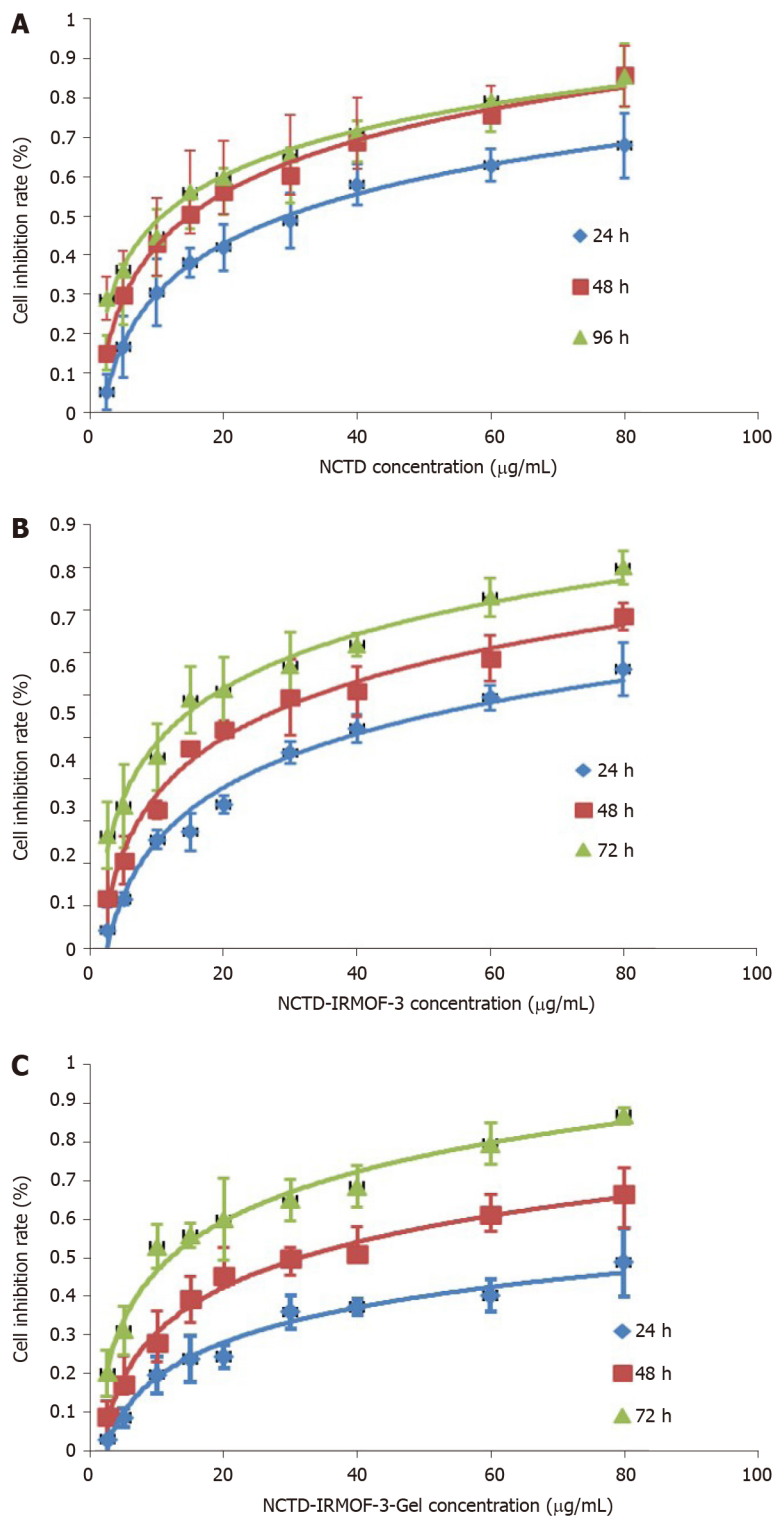 A
1
0.9
0.8
0.7
0.6
0.5
0.4
0.3
0.2
0.1
0
Cell inhibition rate (%)
24 h
48 h
96 h
0 20 40 60 80 100
NCTD concentration (μg/mL)
B
0.9
0.8
0.7
0.6
0.5
0.4
0.3
0.2
0.1
0
Cell inhibition rate (%)
24 h
48 h
72 h
0 20 40 60 80 100
NCTD-IRMOF-3 concentration (μg/mL)
C
1
0.9
0.8
0.7
0.6
0.5
0.4
0.3
0.2
0.1
0
Cell inhibition rate (%)
24 h
48 h
72 h
0 20 40 60 80 100
NCTD-IRMOF-3-Gel concentration (μg/mL)